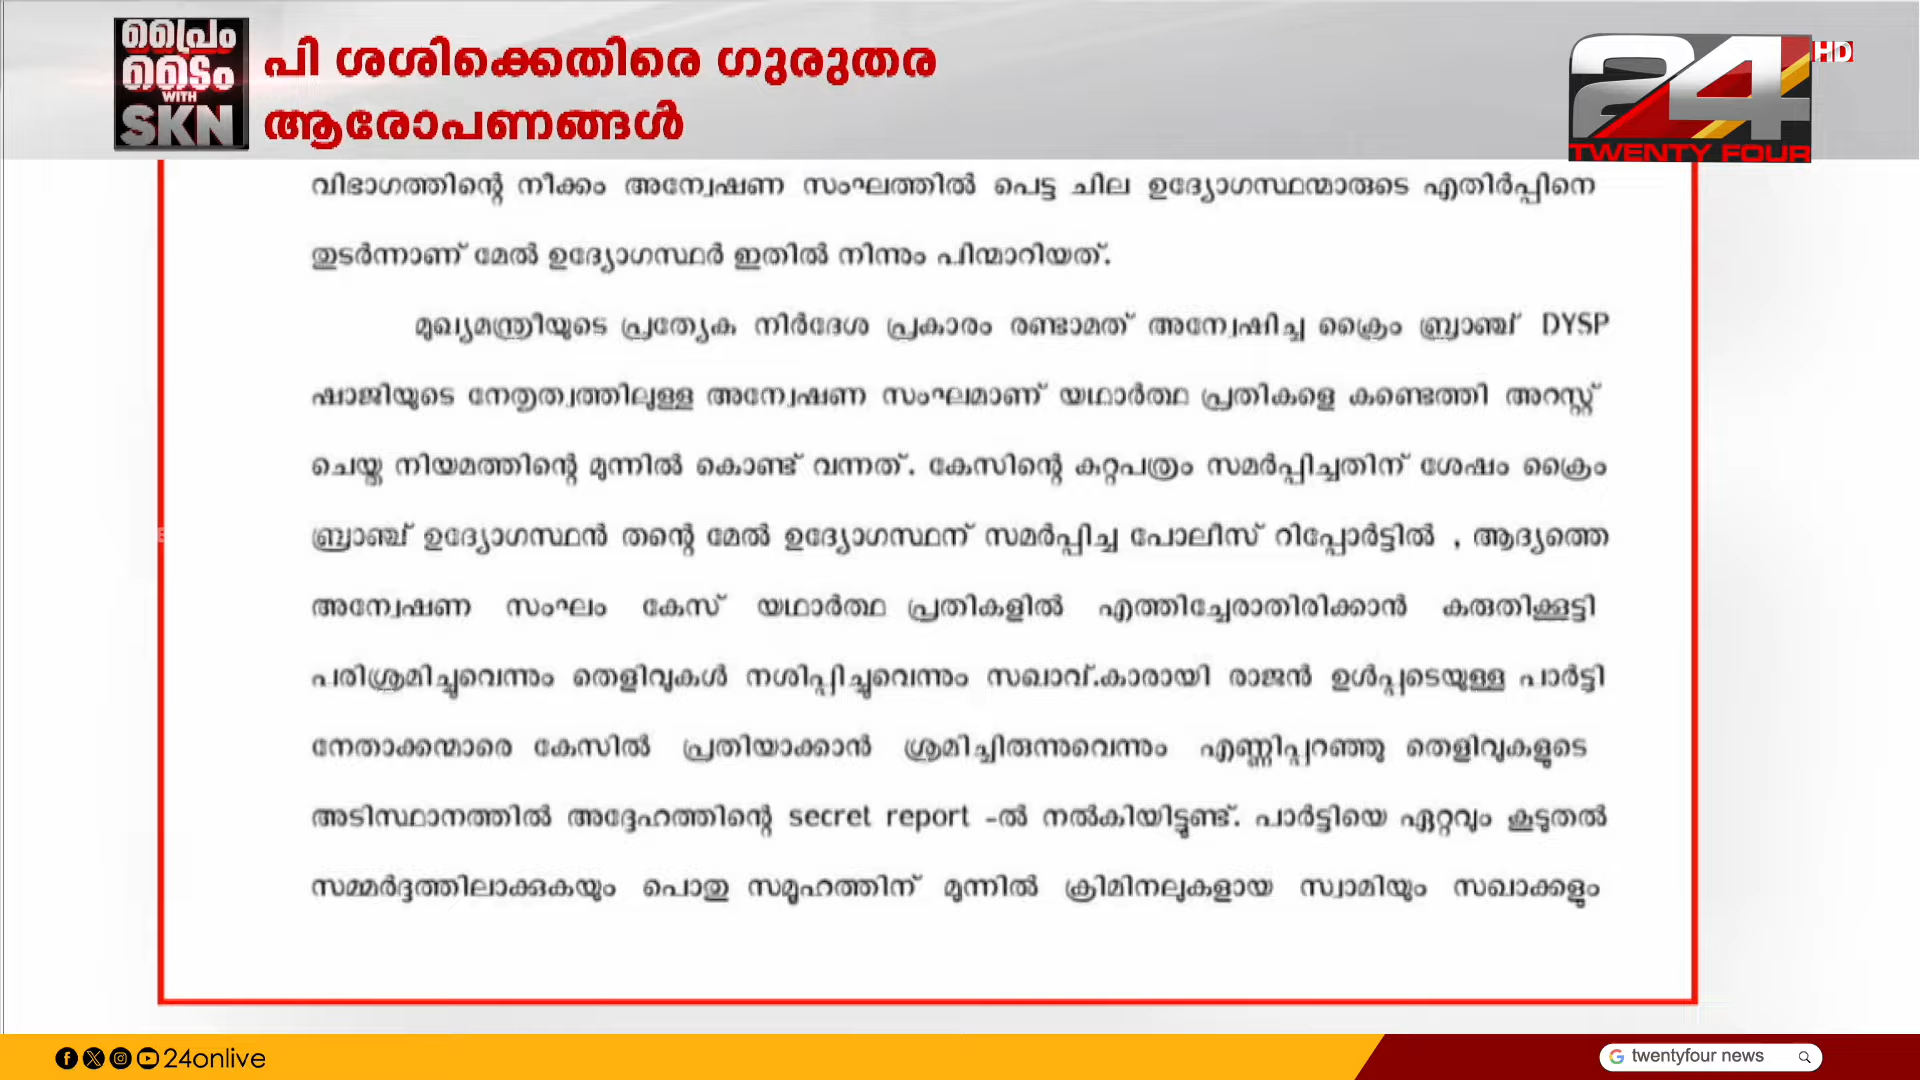 പ്രൈം
ടൈം
WITH
SKN
പി ശശിക്കെതിരെ ഗുരുതര
ആരോപണങ്ങൾ
24
HD
TWENTY FOUR
വിഭാഗത്തിന്റെ നീക്കം അന്വേഷണ സംഘത്തിൽ പെട്ട ചില ഉദ്യോഗസ്ഥന്മാരുടെ എതിർപ്പിനെ
തുടർന്നാണ് മേൽ ഉദ്യോഗസ്ഥർ ഇതിൽ നിന്നും പിന്മാറിയത്.
മുഖ്യമന്ത്രിയുടെ പ്രത്യേക നിർദേശ പ്രകാരം രണ്ടാമത് അന്വേഷിച്ച ക്രൈം ബ്രാഞ്ച് DYSP
ഷാജിയുടെ നേതൃത്വത്തിലുള്ള അന്വേഷണ സംഘമാണ് യഥാർത്ഥ പ്രതികളെ കണ്ടെത്തി അറസ്റ്റ്
ചെയ്തു നിയമത്തിന്റെ മുന്നിൽ കൊണ്ട് വന്നത്. കേസിന്റെ കുറ്റപത്രം സമർപ്പിച്ചതിന് ശേഷം ക്രൈം
ബ്രാഞ്ച് ഉദ്യോഗസ്ഥൻ തന്റെ മേൽ ഉദ്യോഗസ്ഥന് സമർപ്പിച്ച പോലീസ് റിപ്പോർട്ടിൽ , ആദ്യത്തെ
അന്വേഷണ സംഘം കേസ് യഥാർത്ഥ പ്രതികളിൽ എത്തിച്ചേരാതിരിക്കാൻ കരുതിക്കൂട്ടി
പരിശ്രമിച്ചുവെന്നും തെളിവുകൾ നശിപ്പിച്ചുവെന്നും സഖാവ്.കാരായി രാജൻ ഉൾപ്പടെയുള്ള പാർട്ടി
നേതാക്കന്മാരെ കേസിൽ പ്രതിയാക്കാൻ ശ്രമിച്ചിരുന്നുവെന്നും എണ്ണിപ്പറഞ്ഞു തെളിവുകളുടെ
അടിസ്ഥാനത്തിൽ അദ്ദേഹത്തിന്റെ secret report -ൽ നൽകിയിട്ടുണ്ട്. പാർട്ടിയെ ഏറ്റവും കൂടുതൽ
സമ്മർദ്ദത്തിലാക്കുകയും പൊതു സമൂഹത്തിന് മുന്നിൽ ക്രിമിനലുകളായ സ്വാമിയും സഖാക്കളും
24onlive
twentyfour news